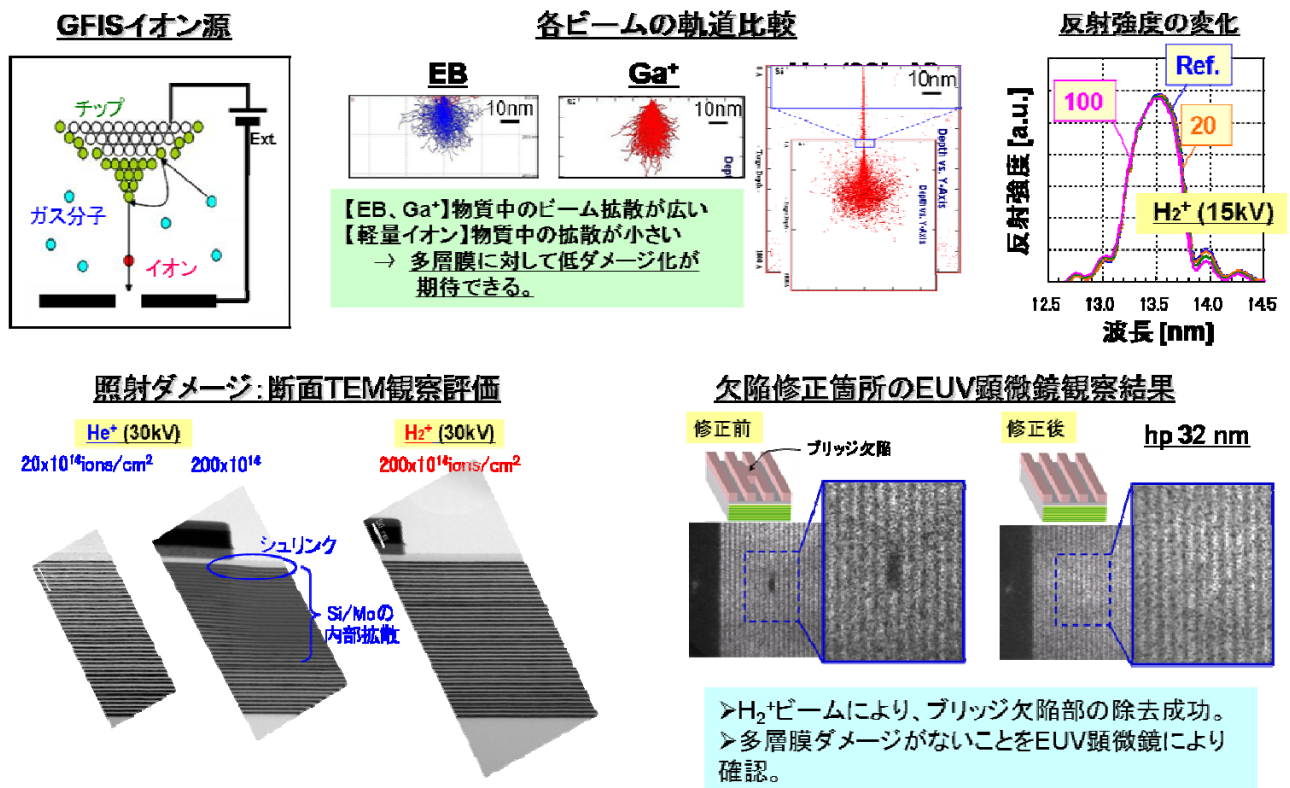 GFISイオン源
チップ
Ext.
ガス分子
イオン
各ビームの軌道比較
EB
Ga⁺
10nm
10nm
10nm
Depth vs. Y-Axis
Depth vs. Y-Axis
【EB、Ga⁺】物質中のビーム拡散が広い
【軽量イオン】物質中の拡散が小さい
→ 多層膜に対して低ダメージ化が
期待できる。
反射強度の変化
Ref.
100
20
H₂⁺ (15kV)
反射強度 [a.u.]
12.5 13.0 13.5 14.0 14.5
波長 [nm]
照射ダメージ：断面TEM観察評価
He⁺ (30kV)
H₂⁺ (30kV)
20x10¹⁴ions/cm²
200x10¹⁴
200x10¹⁴ions/cm²
シュリンク
Si/Moの
内部拡散
欠陥修正箇所のEUV顕微鏡観察結果
修正前
ブリッジ欠陥
修正後
hp 32 nm
➢H₂⁺ビームにより、ブリッジ欠陥部の除去成功。
➢多層膜ダメージがないことをEUV顕微鏡により
確認。